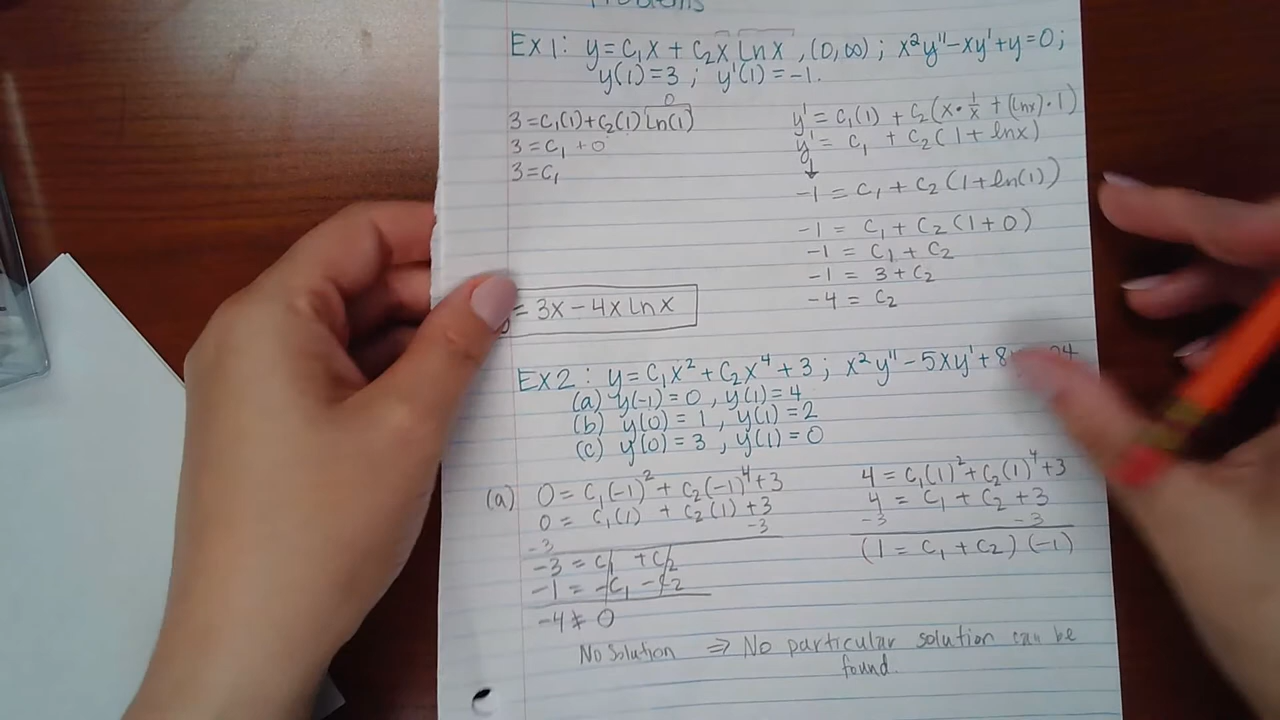 Problems
Ex1: y = c₁x + c₂x ln x , (0,∞) ; x²y'' - xy' + y = 0 ;
y(1) = 3 ; y'(1) = -1.
0
3 = c₁(1) + c₂(1) ln(1)
3 = c₁ + 0
3 = c₁
y' = c₁(1) + c₂(x • 1/x + (ln x) • 1)
y' = c₁ + c₂(1 + ln x)
↓
-1 = c₁ + c₂(1 + ln(1))
-1 = c₁ + c₂(1 + 0)
-1 = c₁ + c₂
-1 = 3 + c₂
-4 = c₂
= 3x - 4x ln x
Ex2 : y = c₁x² + c₂x⁴ + 3 ; x²y'' - 5xy' + 8
(a) y(-1) = 0 , y(1) = 4
(b) y(0) = 1 , y(1) = 2
(c) y(0) = 3 , y(1) = 0
(a) 0 = c₁(-1)² + c₂(-1)⁴ + 3
0 = c₁(1) + c₂(1) + 3
-3 -3
-3 = c₁ + c₂
-1 = -c₁ - c₂
-4 ≠ 0
4 = c₁(1)² + c₂(1)⁴ + 3
4 = c₁ + c₂ + 3
-3 -3
(1 = c₁ + c₂)(-1)
No Solution ⇒ No particular solution can be
found.